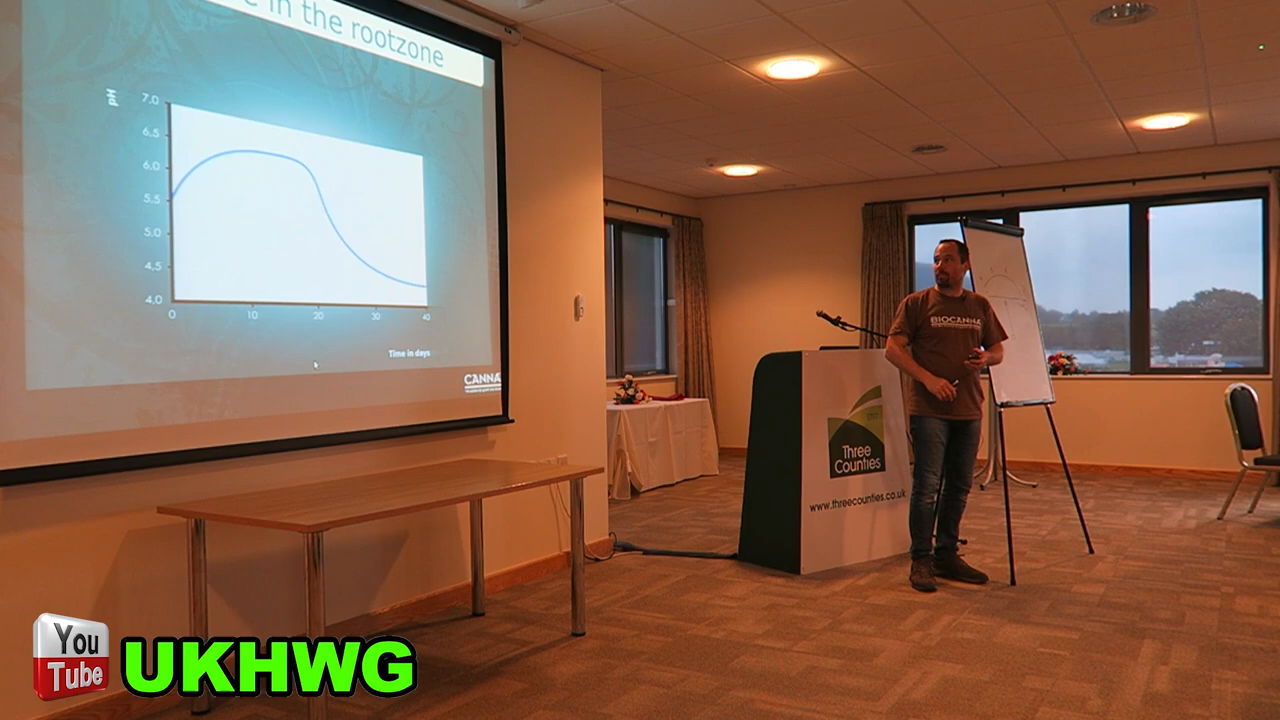 in the rootzone
pH
7.0
6.5
6.0
5.5
5.0
4.5
4.0
0 10 20 30 40
Time in days
CANNA
BIOCANNA
Three
Counties
www.threecounties.co.uk
You
Tube
UKHWG